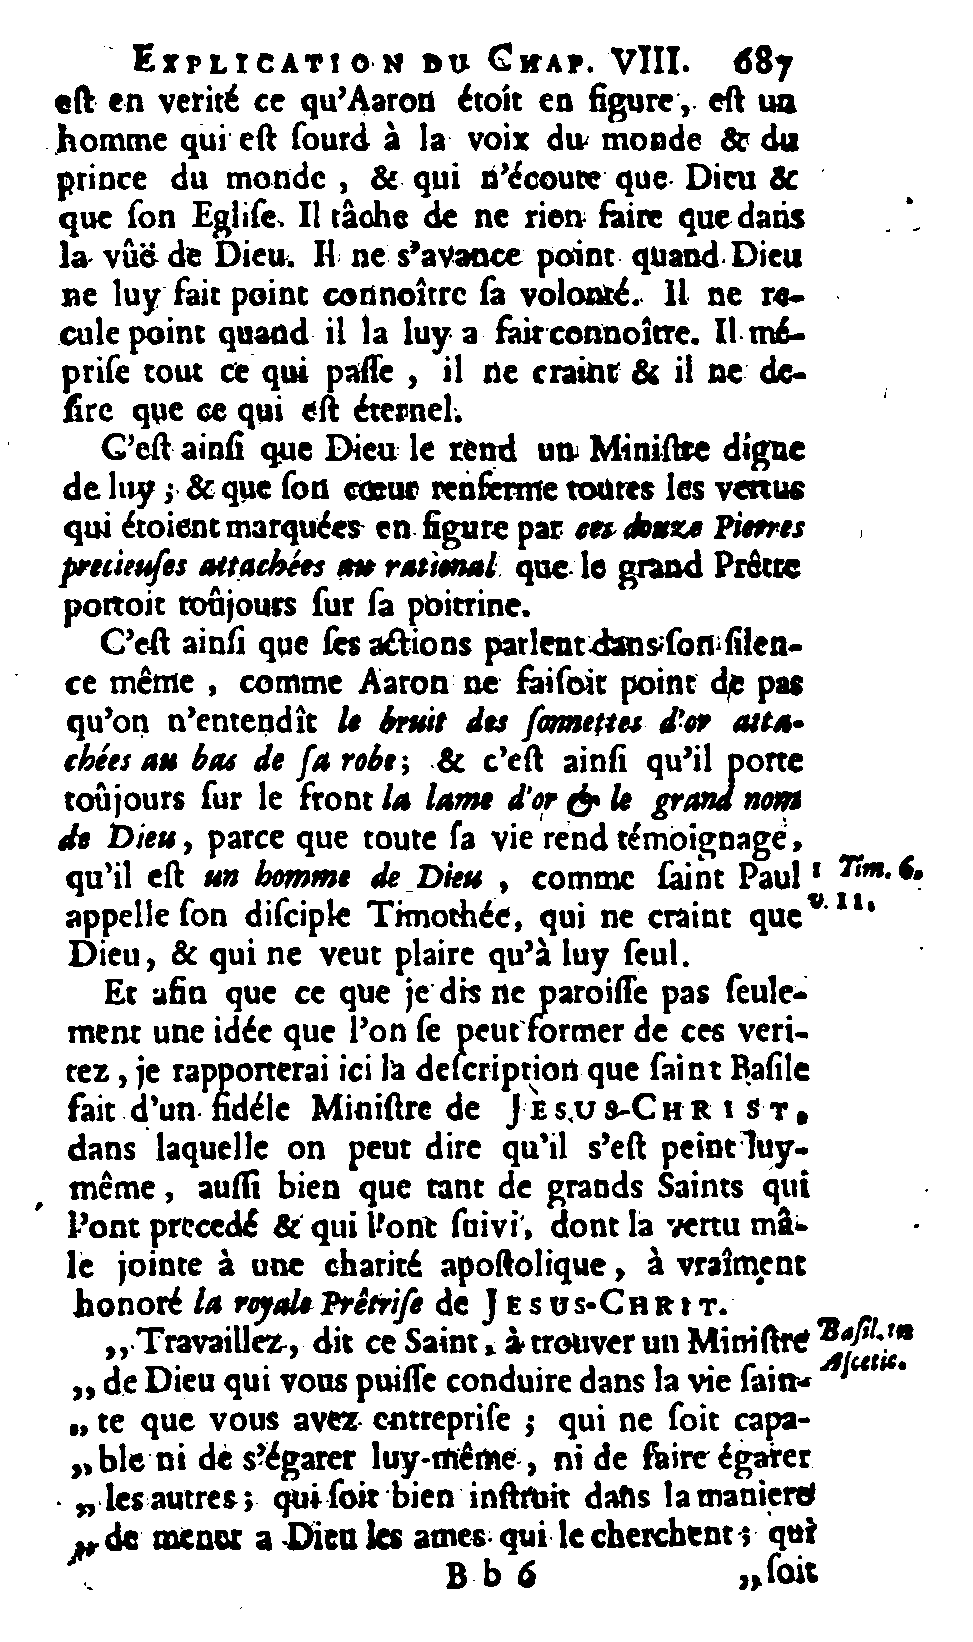 EXPLICATION DU CHAP. VIII. 687
eſt en verité ce qu'Aaron étoit en figure, eſt un
homme qui eſt ſourd à la voix du monde & du
prince du monde, & qui n'écoute que Dieu &
que ſon Egliſe. Il tâche de ne rien faire que dans
la vûë de Dieu. Il ne s'avance point quand Dieu
ne luy fait point connoître ſa volonté. Il ne re-
cule point quand il la luy a fait connoître. Il mé-
priſe tout ce qui paſſe, il ne craint & il ne de-
ſire que ce qui eſt éternel.
C'eſt ainſi que Dieu le rend un Miniſtre digne
de luy; & que ſon cœur renferme toutes les vertus
qui étoient marquées en figure par ces douze Pierres
precieuſes attachées au rational que le grand Prêtre
portoit toûjours ſur ſa poitrine.
C'eſt ainſi que ſes actions parlent dans ſon ſilen-
ce même, comme Aaron ne faiſoit point de pas
qu'on n'entendît le bruit des ſonnettes d'or atta-
chées au bas de ſa robe; & c'eſt ainſi qu'il porte
toûjours ſur le front la lame d'or & le grand nom
de Dieu, parce que toute ſa vie rend témoignage,
qu'il eſt un homme de Dieu, comme ſaint Paul
1 Tim. 6.
v. 11.
appelle ſon diſciple Timothée, qui ne craint que
Dieu, & qui ne veut plaire qu'à luy ſeul.
Et afin que ce que je dis ne paroiſſe pas ſeule-
ment une idée que l'on ſe peut former de ces veri-
tez, je rapporterai ici la deſcription que ſaint Baſile
fait d'un fidéle Miniſtre de JESUS-CHRIST,
dans laquelle on peut dire qu'il s'eſt peint luy-
même, auſſi bien que tant de grands Saints qui
l'ont precedé & qui l'ont ſuivi, dont la vertu mâ-
le jointe à une charité apoſtolique, à vraîment
honoré la royale Prêtriſe de JESUS-CHRIT.
„ Travaillez, dit ce Saint, à trouver un Miniſtre
Baſil. in
Aſcetic.
„ de Dieu qui vous puiſſe conduire dans la vie ſain-
„ te que vous avez entrepriſe; qui ne ſoit capa-
„ ble ni de s'égarer luy-même, ni de faire égarer
„ les autres; qui ſoit bien inſtruit dans la maniere
„ de mener a Dieu les ames qui le cherchent; qui
B b 6 „ ſoit